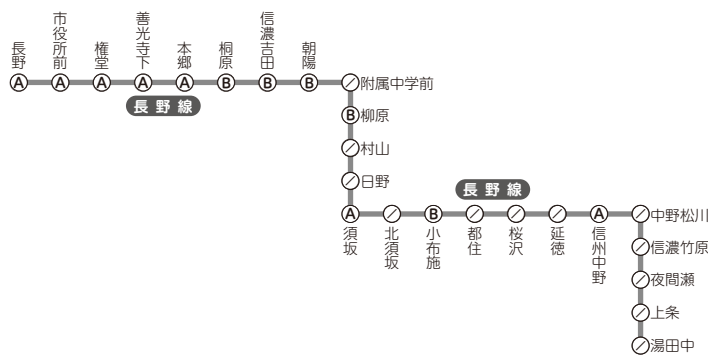 長野
市役所前
権堂
善光寺下
本郷
桐原
信濃吉田
朝陽
A
A
A
A
A
B
B
B
附属中学前
長野線
B
柳原
村山
日野
長野線
A
B
A
中野松川
須坂
北須坂
小布施
都住
桜沢
延徳
信州中野
信濃竹原
夜間瀬
上条
湯田中